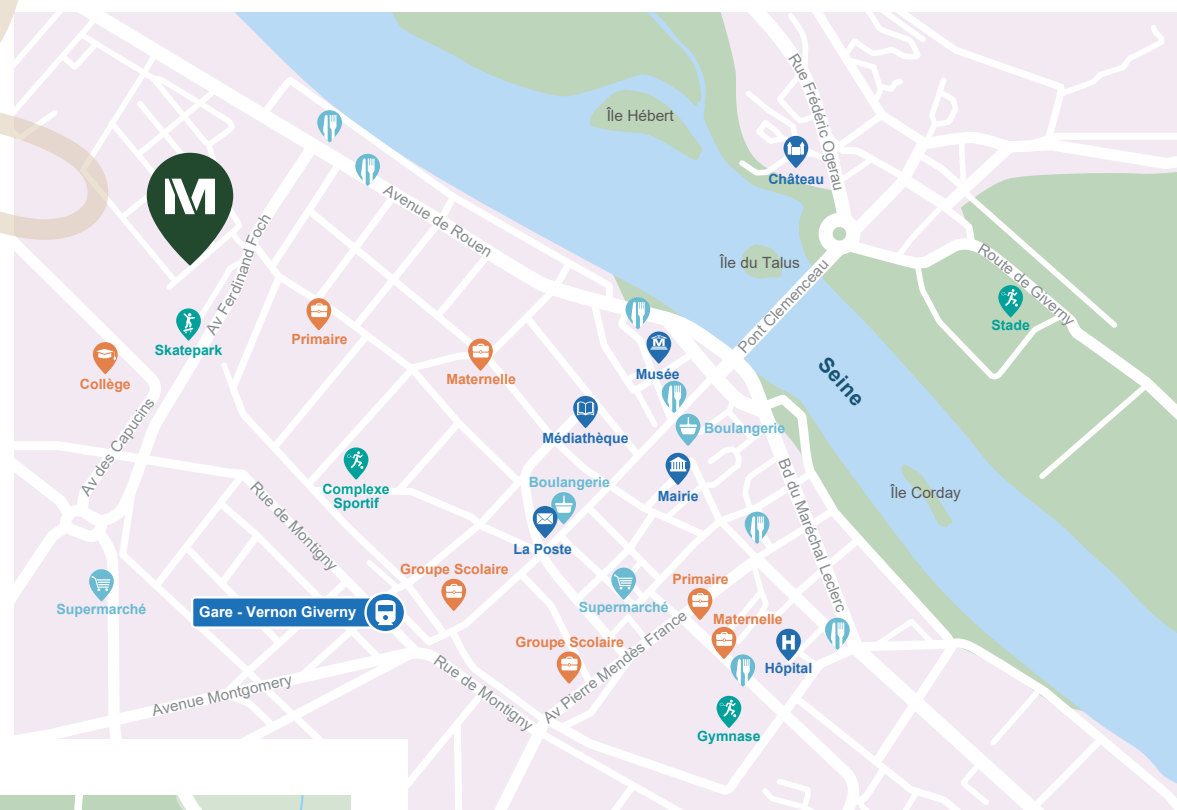 Rue Frédéric Ogerau
Île Hébert
Château
M
Avenue de Rouen
Av Ferdinand Foch
Île du Talus
Route de Giverny
Pont Clemenceau
Stade
Primaire
Skatepark
Collège
Maternelle
M
Musée
Seine
Av des Capucins
Médiathèque
Boulangerie
Bd du Maréchal Leclerc
Complexe
Sportif
Rue de Montigny
Boulangerie
Mairie
Île Corday
La Poste
Groupe Scolaire
Supermarché
Gare - Vernon Giverny
Supermarché
Primaire
Maternelle
Groupe Scolaire
Av Pierre Mendès France
H
Hôpital
Rue de Montigny
Avenue Montgomery
Gymnase